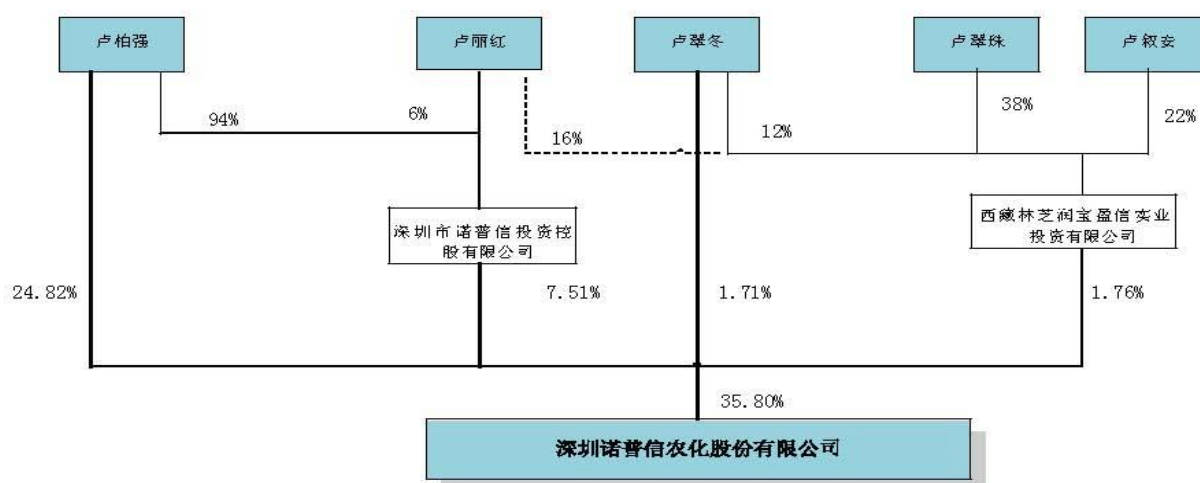 卢柏强
卢丽红
卢翠冬
卢翠珠
卢叙安
94%
6%
16%
12%
38%
22%
深圳市诺普信投资控
股有限公司
西藏林芝润宝盈信实业
投资有限公司
24.82%
7.51%
1.71%
1.76%
35.80%
深圳诺普信农化股份有限公司